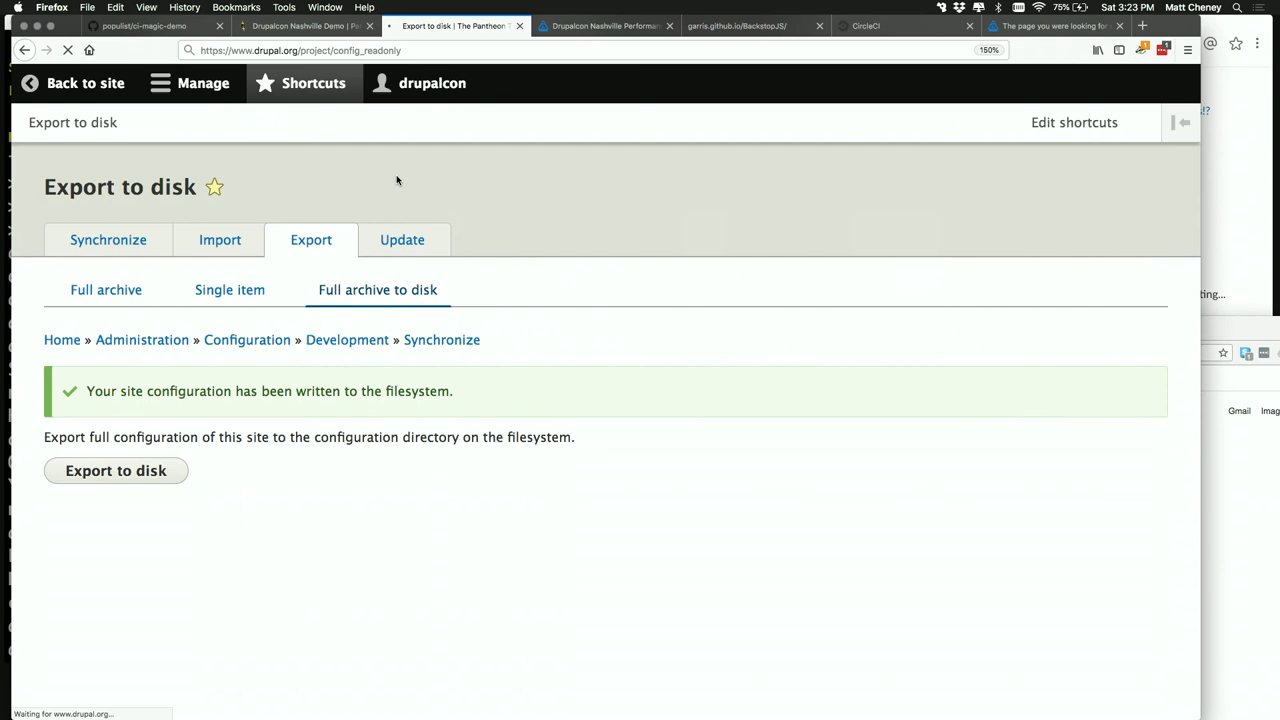 Firefox File Edit View History Bookmarks Tools Window Help 75% Sat 3:23 PM Matt Cheney
populist/ci-magic-demo Drupalcon Nashville Demo | Pan Export to disk | The Pantheon T Drupalcon Nashville Performan garris.github.io/BackstopJS/ CircleCI The page you were looking for
https://www.drupal.org/project/config_readonly 150%
Back to site Manage Shortcuts drupalcon
Export to disk Edit shortcuts
Export to disk
Synchronize Import Export Update
Full archive Single item Full archive to disk
ting...
Home » Administration » Configuration » Development » Synchronize
Your site configuration has been written to the filesystem.
Gmail Imag
Export full configuration of this site to the configuration directory on the filesystem.
Export to disk
Waiting for www.drupal.org...